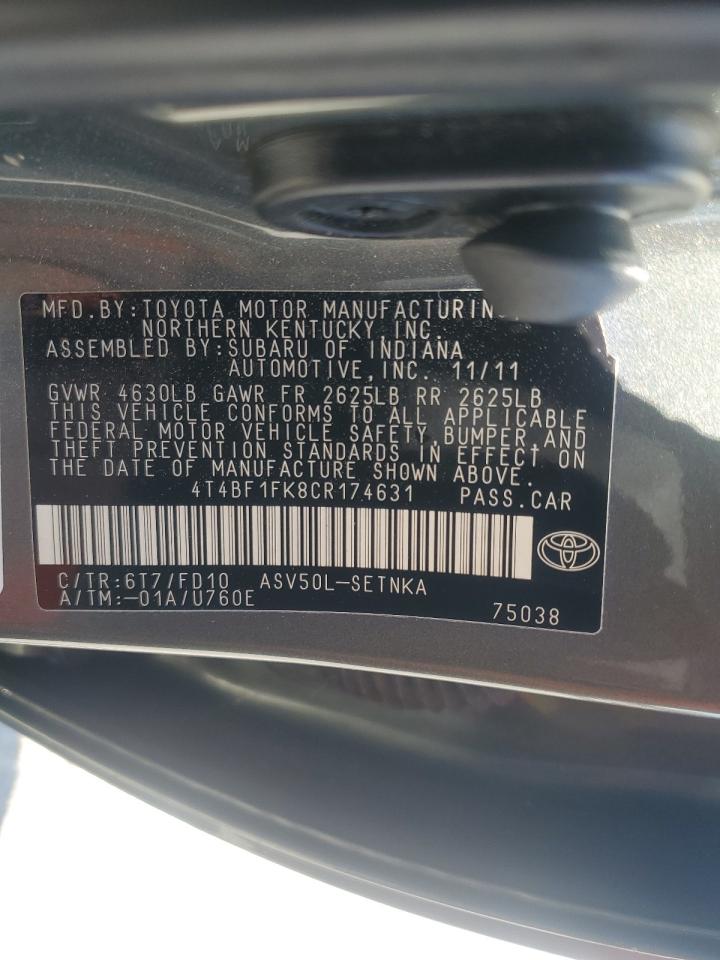 MFD.BY:TOYOTA MOTOR MANUFACTURING
NORTHERN KENTUCKY,INC.
ASSEMBLED BY:SUBARU OF INDIANA
AUTOMOTIVE,INC. 11/11
GVWR 4630LB GAWR FR 2625LB RR 2625LB
THIS VEHICLE CONFORMS TO ALL APPLICABLE
FEDERAL MOTOR VEHICLE SAFETY,BUMPER,AND
THEFT PREVENTION STANDARDS IN EFFECT ON
THE DATE OF MANUFACTURE SHOWN ABOVE.
4T4BF1FK8CR174631 PASS.CAR
C/TR:6T7/FD10 ASV50L-SETNKA
A/TM:-01A/U760E
75038